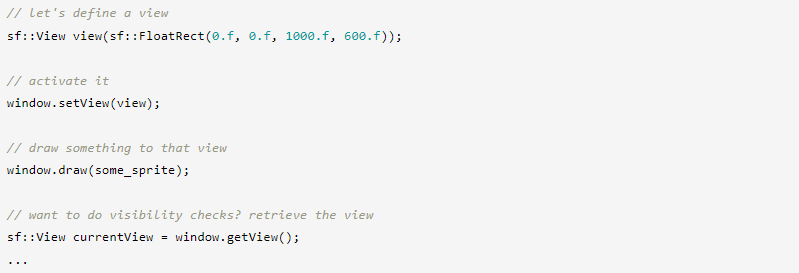 // let's define a view
sf::View view(sf::FloatRect(0.f, 0.f, 1000.f, 600.f));
// activate it
window.setView(view);
// draw something to that view
window.draw(some_sprite);
// want to do visibility checks? retrieve the view
sf::View currentView = window.getView();
...